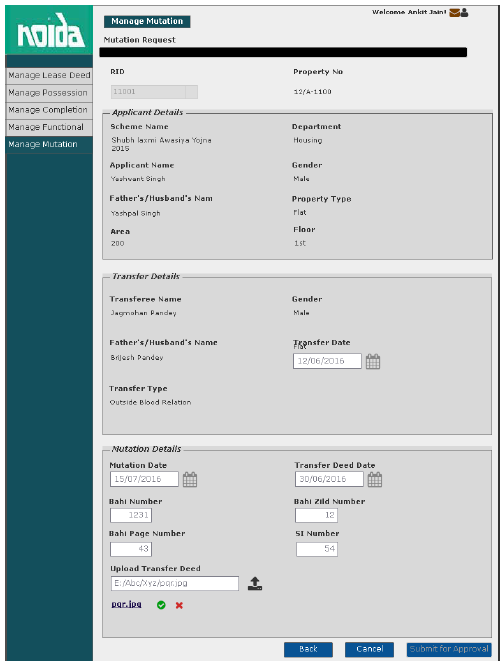 Welcome Ankit Jain!
noida
Manage Mutation
Mutation Request
Manage Lease Deed
Manage Possession
Manage Completion
Manage Functional
Manage Mutation
RID
Property No
11001
12/A-1100
Applicant Details
Scheme Name
Department
Shubh laxmi Awasiya Yojna
2016
Housing
Applicant Name
Gender
Yashwant Singh
Male
Father's/Husband's Nam
Property Type
Yashpal Singh
Flat
Area
Floor
200
1st
Transfer Details
Transferee Name
Gender
Jagmohan Pandey
Male
Father's/Husband's Name
Transfer Date
Flat
Brijesh Pandey
12/06/2016
Transfer Type
Outside Blood Relation
Mutation Details
Mutation Date
Transfer Deed Date
15/07/2016
30/06/2016
Bahi Number
Bahi Zild Number
1231
12
Bahi Page Number
SI Number
43
54
Upload Transfer Deed
E:/Abc/Xyz/pqr.jpg
pqr.jpg
Back
Cancel
Submit for Approval